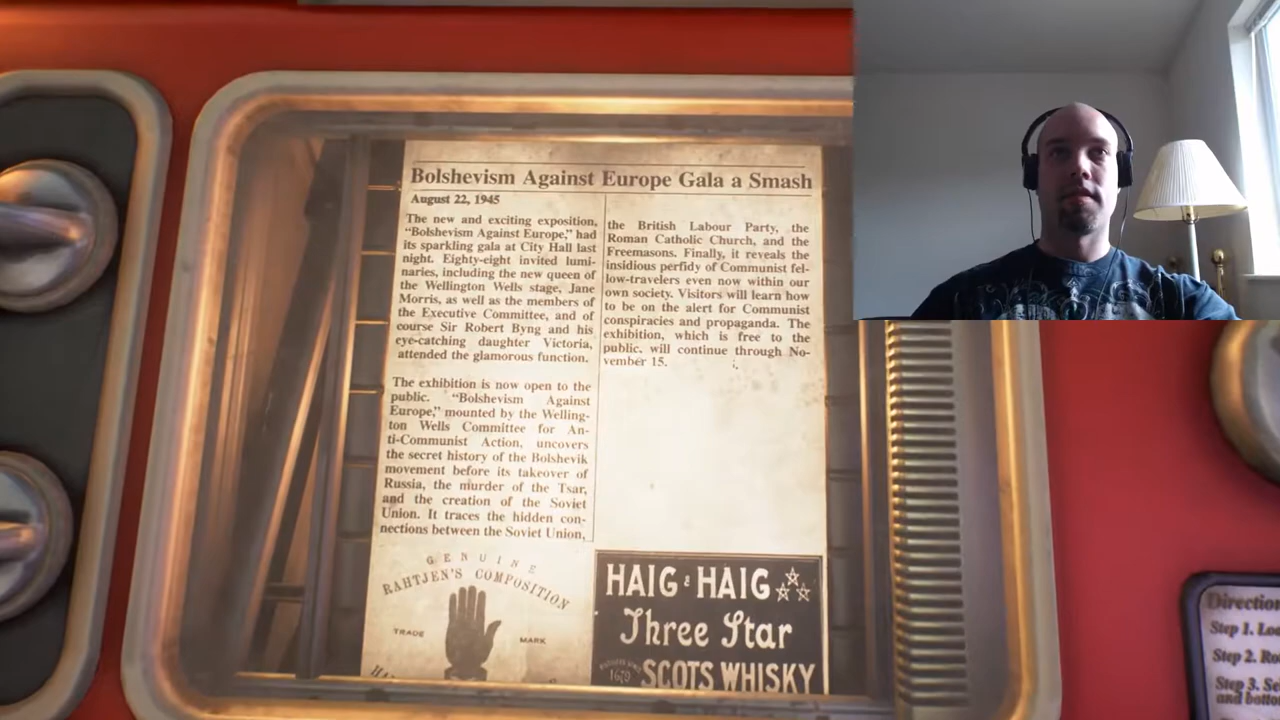 Bolshevism Against Europe Gala a Smash
August 22, 1945
The new and exciting exposition,
"Bolshevism Against Europe," had
its sparkling gala at City Hall last
night. Eighty-eight invited lumi-
naries, including the new queen of
the Wellington Wells stage, Jane
Morris, as well as the members of
the Executive Committee, and of
course Sir Robert Byng and his
eye-catching daughter Victoria,
attended the glamorous function.
The exhibition is now open to the
public. "Bolshevism Against
Europe," mounted by the Welling-
ton Wells Committee for An-
ti-Communist Action, uncovers
the secret history of the Bolshevik
movement before its takeover of
Russia, the murder of the Tsar,
and the creation of the Soviet
Union. It traces the hidden con-
nections between the Soviet Union,
the British Labour Party, the
Roman Catholic Church, and the
Freemasons. Finally, it reveals the
insidious perfidy of Communist fel-
low-travelers even now within our
own society. Visitors will learn how
to be on the alert for Communist
conspiracies and propaganda. The
exhibition, which is free to the
public, will continue through No-
vember 15.
GENUINE
RAHTJEN'S COMPOSITION
TRADE MARK
HAIG & HAIG
Three Star
SCOTS WHISKY
1679
Direction
Step 1. Loa
Step 2. Ro
Step 3. Se
and botto